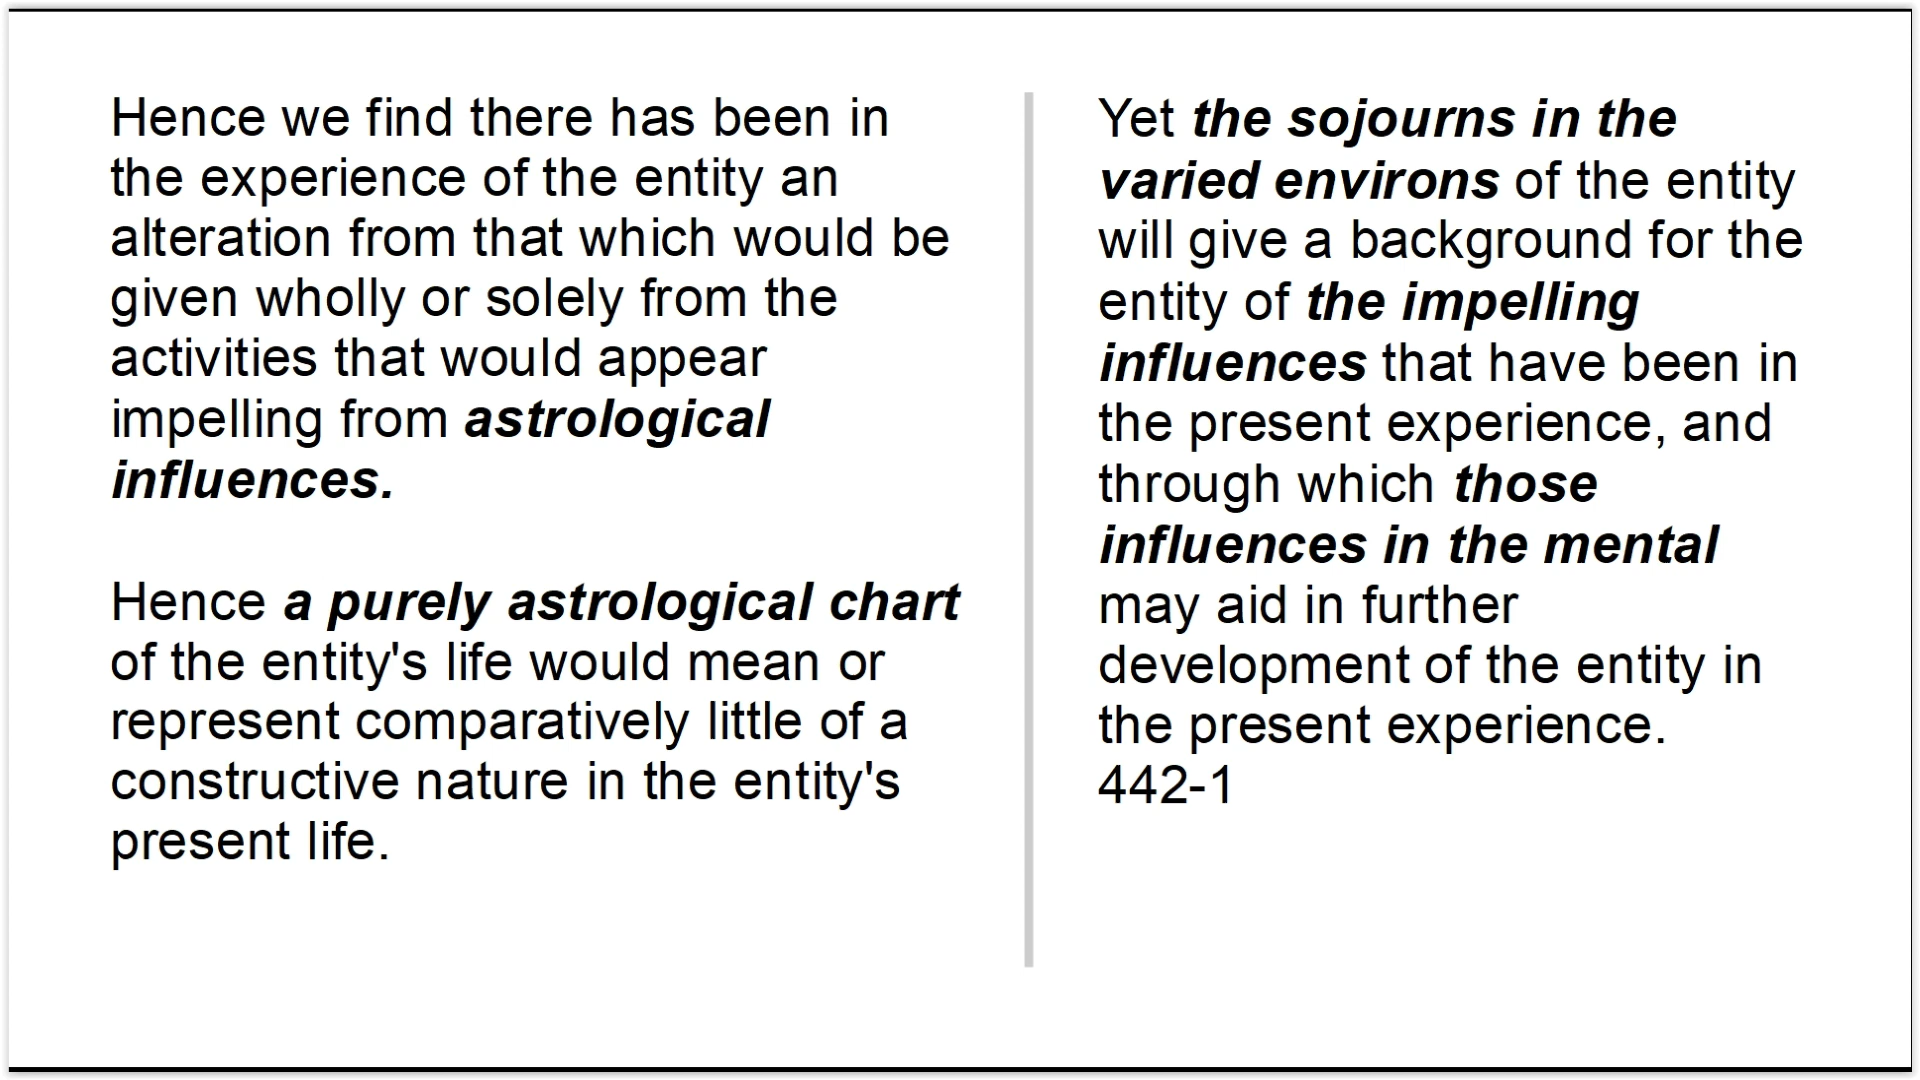 Hence we find there has been in
the experience of the entity an
alteration from that which would be
given wholly or solely from the
activities that would appear
impelling from astrological
influences.
Hence a purely astrological chart
of the entity's life would mean or
represent comparatively little of a
constructive nature in the entity's
present life.
Yet the sojourns in the
varied environs of the entity
will give a background for the
entity of the impelling
influences that have been in
the present experience, and
through which those
influences in the mental
may aid in further
development of the entity in
the present experience.
442-1